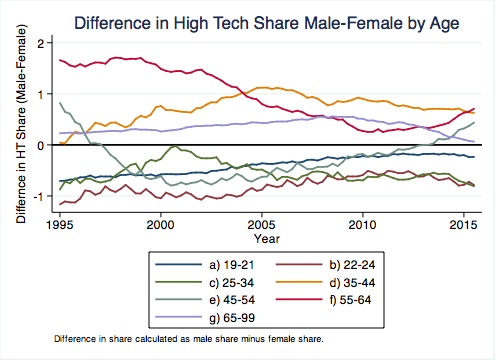 Difference in High Tech Share Male-Female by Age
Differnce in HT Share (Male-Female)
2
1
0
-1
1995 2000 2005 2010 2015
Year
a) 19-21 b) 22-24
c) 25-34 d) 35-44
e) 45-54 f) 55-64
g) 65-99
Difference in share calculated as male share minus female share.